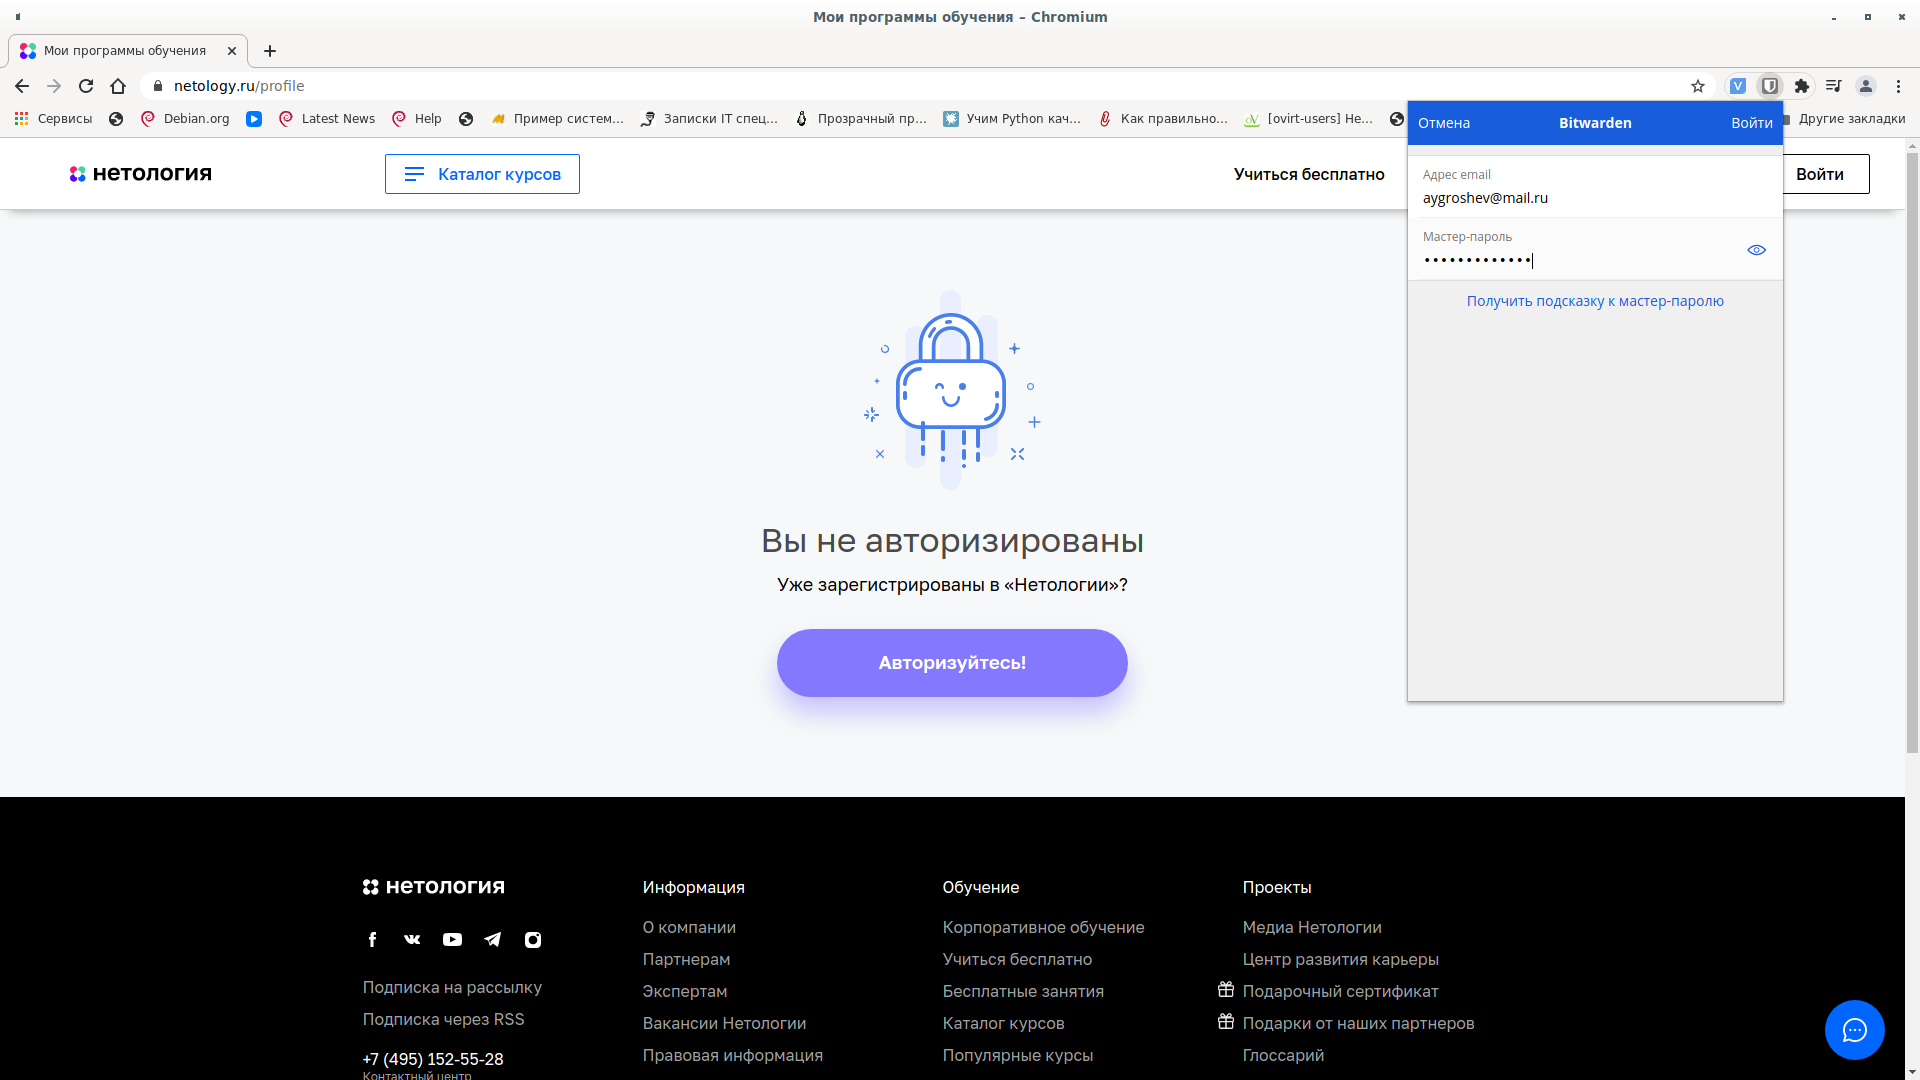 Мои программы обучения – Chromium
Мои программы обучения
netology.ru/profile
Сервисы
Debian.org
Latest News
Help
Пример систем...
Записки IT спец...
Прозрачный пр...
Учим Python кач...
Как правильно...
[ovirt-users] He...
Другие закладки
нетология
Каталог курсов
Учиться бесплатно
Войти
Отмена
Bitwarden
Войти
Адрес email
aygroshev@mail.ru
Мастер-пароль
•••••••••••••
Получить подсказку к мастер-паролю
Вы не авторизированы
Уже зарегистрированы в «Нетологии»?
Авторизуйтесь!
нетология
Подписка на рассылку
Подписка через RSS
+7 (495) 152-55-28
Контактный центр
Информация
О компании
Партнерам
Экспертам
Вакансии Нетологии
Правовая информация
Обучение
Корпоративное обучение
Учиться бесплатно
Бесплатные занятия
Каталог курсов
Популярные курсы
Проекты
Медиа Нетологии
Центр развития карьеры
Подарочный сертификат
Подарки от наших партнеров
Глоссарий